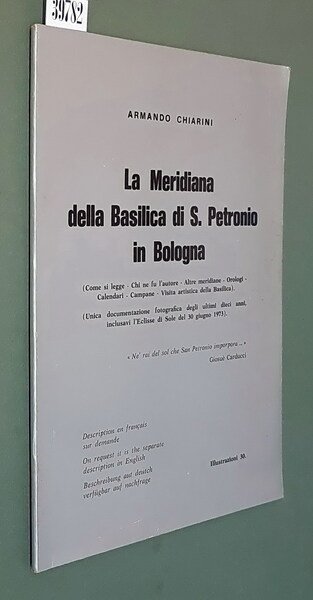 39782
ARMANDO CHIARINI
La Meridiana
della Basilica di S. Petronio
in Bologna
(Come si legge - Chi ne fu l'autore - Altre meridiane - Orologi -
Calendari - Campane - Visita artistica della Basilica).
(Unica documentazione fotografica degli ultimi dieci anni,
inclusavi l'Eclisse di Sole del 30 giugno 1973).
« Ne' rai del sol che San Petronio imporpora... »
Giosuè Carducci
Description en français
sur demande
On request it is the separate
description in English
Beschreibung auf deutch
verfügbar auf nachfrage
Illustrazioni 30.